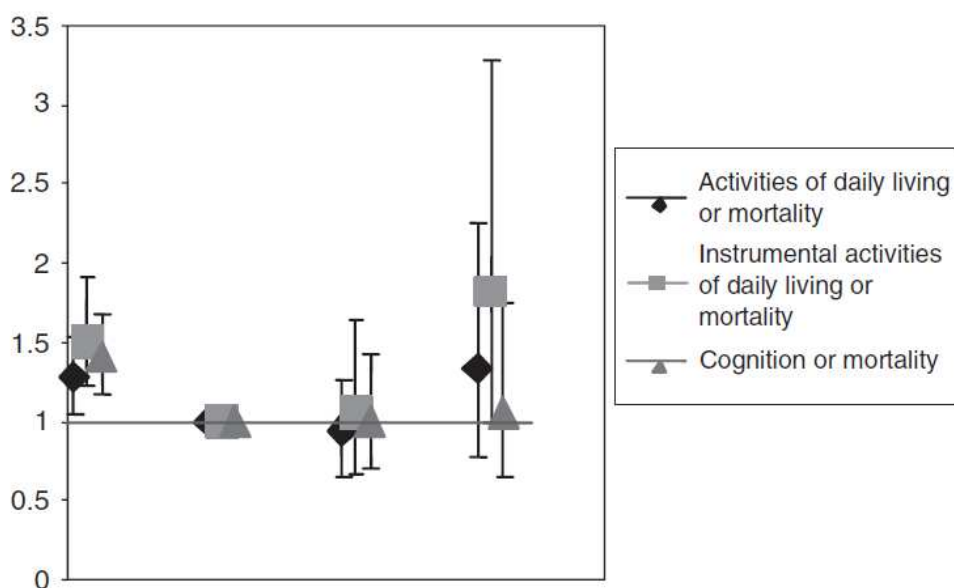 3.5
3
2.5
2
1.5
1
0.5
0
Activities of daily living
or mortality
Instrumental activities
of daily living or
mortality
Cognition or mortality